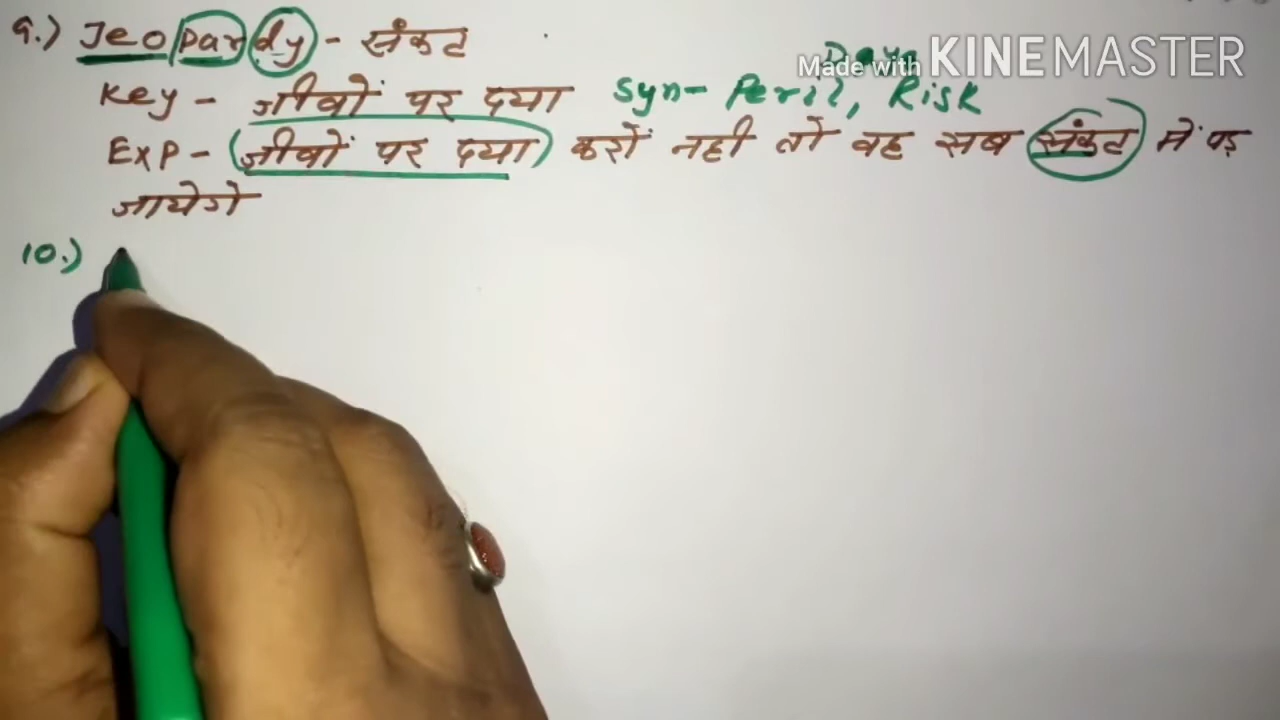 9.) Jeopardy - संकट
Made with KINEMASTER
Key - जीवों पर दया syn- Peril, Risk
Exp - (जीवों पर दया) करों नही तो वह सब संकट में पड़
जायेगे
10.)